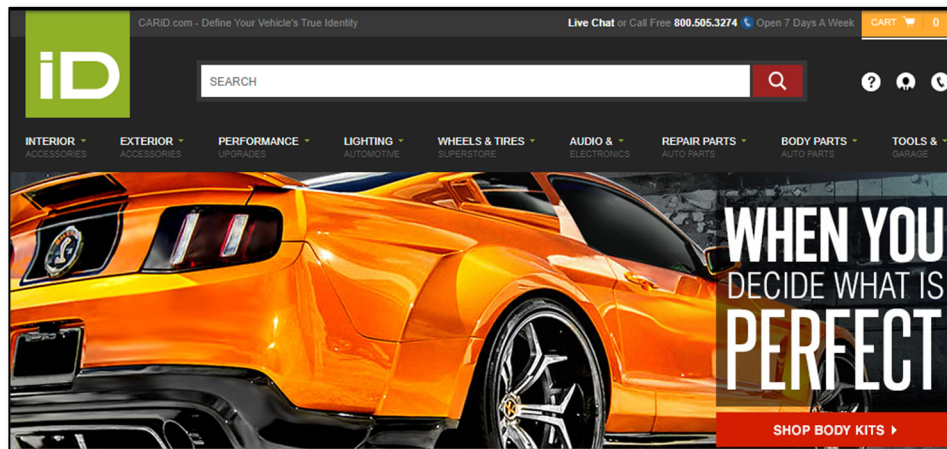 iD
CARiD.com - Define Your Vehicle's True Identity
Live Chat or Call Free 800.505.3274 Open 7 Days A Week
CART 0
SEARCH
?
INTERIOR
ACCESSORIES
EXTERIOR
ACCESSORIES
PERFORMANCE
UPGRADES
LIGHTING
AUTOMOTIVE
WHEELS & TIRES
SUPERSTORE
AUDIO &
ELECTRONICS
REPAIR PARTS
AUTO PARTS
BODY PARTS
AUTO PARTS
TOOLS &
GARAGE
WHEN YOU
DECIDE WHAT IS
PERFECT
SHOP BODY KITS